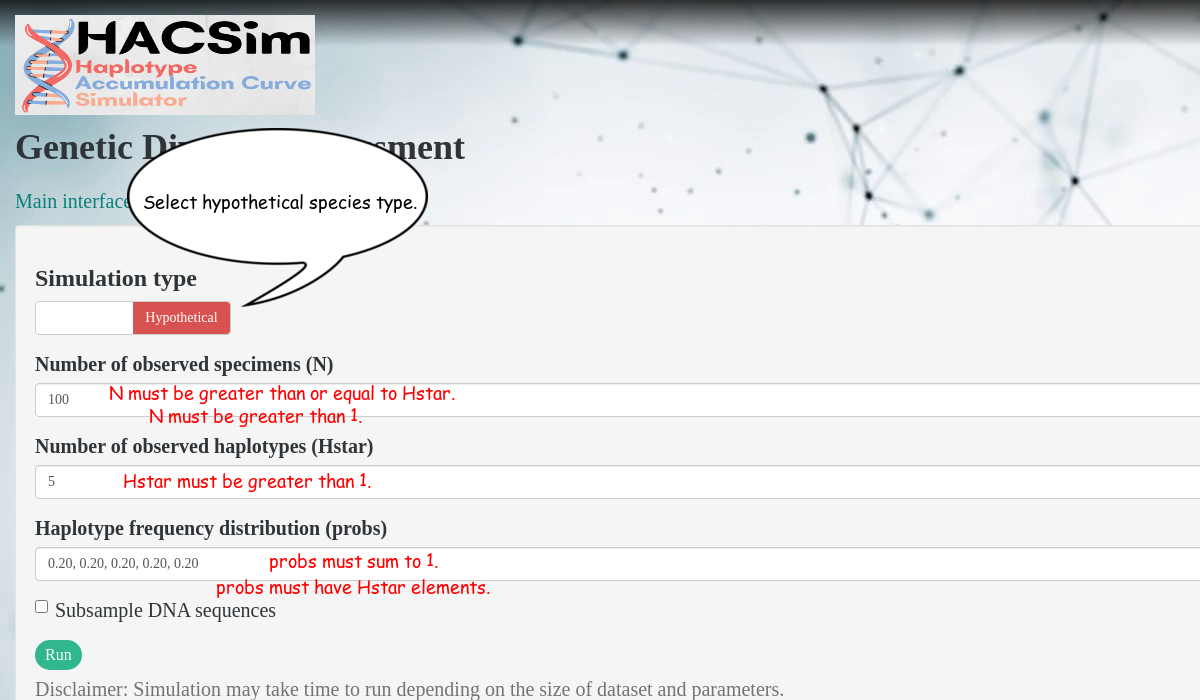 HACSim
Haplotype
Accumulation Curve
Simulator
Genetic
Main interface
Select hypothetical species type.
Simulation type
Hypothetical
Number of observed specimens (N)
100
N must be greater than or equal to Hstar.
N must be greater than 1.
Number of observed haplotypes (Hstar)
5
Hstar must be greater than 1.
Haplotype frequency distribution (probs)
0.20, 0.20, 0.20, 0.20, 0.20
probs must sum to 1.
probs must have Hstar elements.
Subsample DNA sequences
Run
Disclaimer: Simulation may take time to run depending on the size of dataset and parameters.